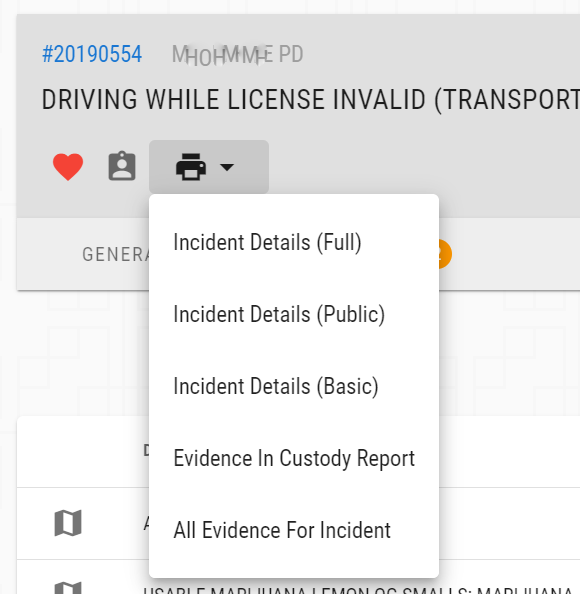 #20190554 PD
DRIVING WHILE LICENSE INVALID (TRANSPORT
GENERA
Incident Details (Full)
Incident Details (Public)
Incident Details (Basic)
Evidence In Custody Report
A
All Evidence For Incident
USABLE MARIJUANA LEMON OG SMALLS: MARIJUANA